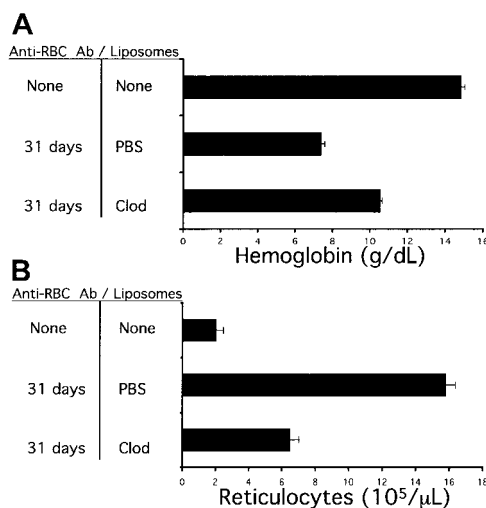 A
Anti-RBC Ab / Liposomes
None None
31 days PBS
31 days Clod
0 2 4 6 8 10 12 14 16
Hemoglobin (g/dL)
B
Anti-RBC Ab / Liposomes
None None
31 days PBS
31 days Clod
0 2 4 6 8 10 12 14 16
Reticulocytes (10⁵/μL)